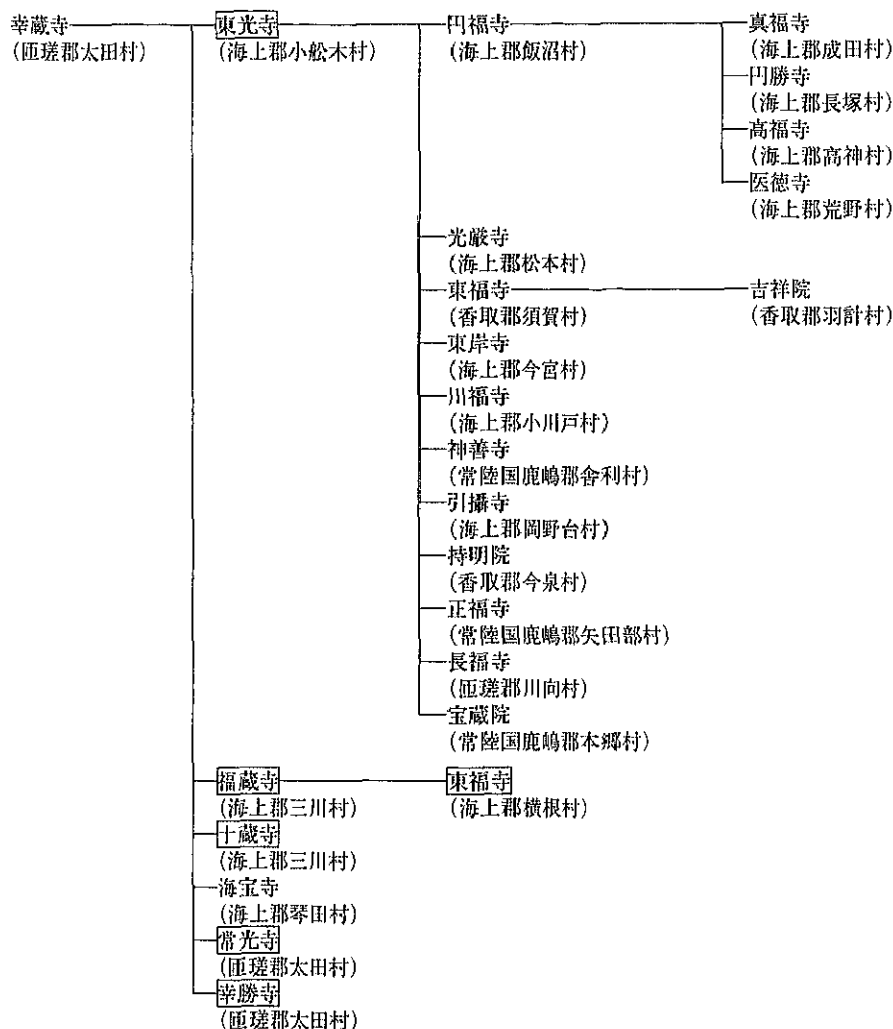 幸蔵寺 東光寺 円福寺 真福寺
(匝瑳郡太田村) (海上郡小舩木村) (海上郡飯沼村) (海上郡成田村)
円勝寺
(海上郡長塚村)
高福寺
(海上郡高神村)
医徳寺
(海上郡荒野村)
光厳寺
(海上郡松本村)
東福寺 吉祥院
(香取郡須賀村) (香取郡羽計村)
東岸寺
(海上郡今宮村)
川福寺
(海上郡小川戸村)
神善寺
(常陸国鹿嶋郡舎利村)
引攝寺
(海上郡岡野台村)
持明院
(香取郡今泉村)
正福寺
(常陸国鹿嶋郡矢田部村)
長福寺
(匝瑳郡川向村)
宝蔵院
(常陸国鹿嶋郡本郷村)
福蔵寺 東福寺
(海上郡三川村) (海上郡横根村)
十蔵寺
(海上郡三川村)
海宝寺
(海上郡琴田村)
常光寺
(匝瑳郡太田村)
幸勝寺
(匝瑳郡太田村)